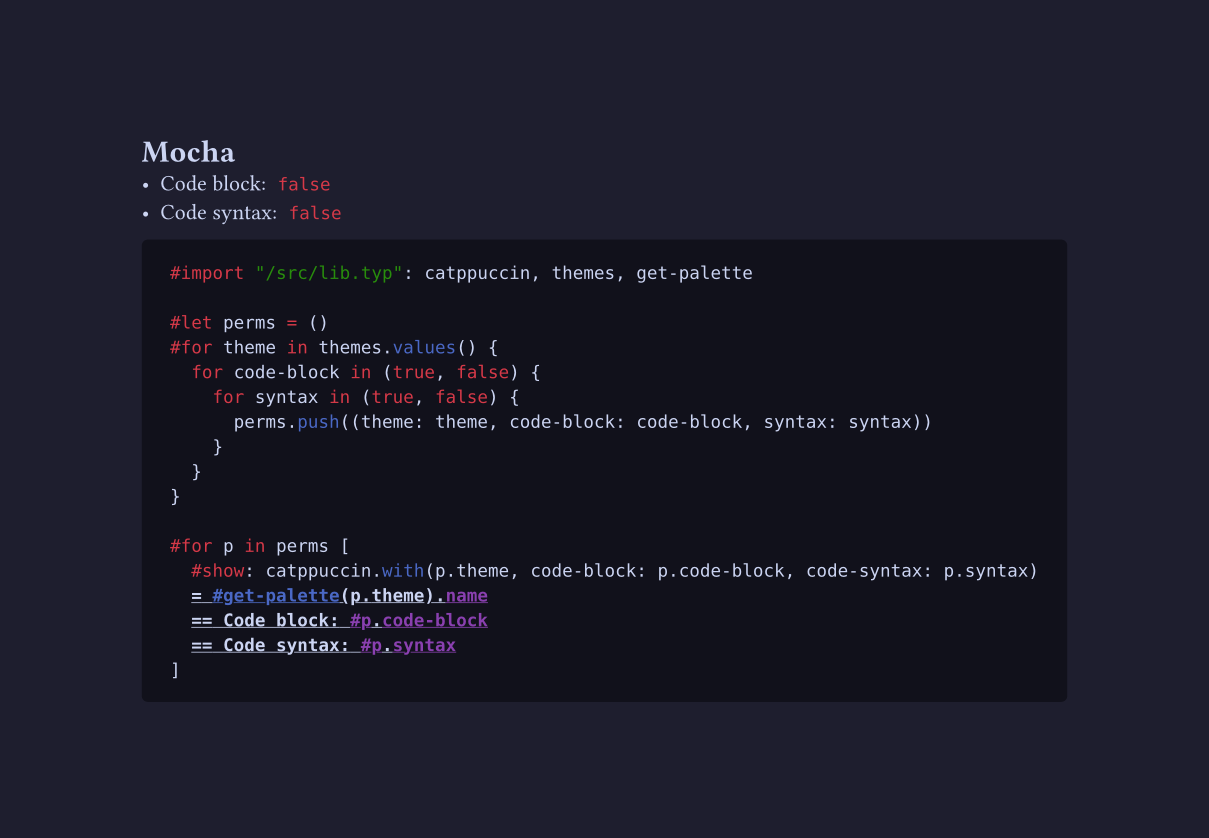 Mocha
• Code block: false
• Code syntax: false
#import "/src/lib.typ": catppuccin, themes, get-palette

#let perms = ()
#for theme in themes.values() {
  for code-block in (true, false) {
    for syntax in (true, false) {
      perms.push((theme: theme, code-block: code-block, syntax: syntax))
    }
  }
}

#for p in perms [
  #show: catppuccin.with(p.theme, code-block: p.code-block, code-syntax: p.syntax)
  = #get-palette(p.theme).name
  == Code block: #p.code-block
  == Code syntax: #p.syntax
]